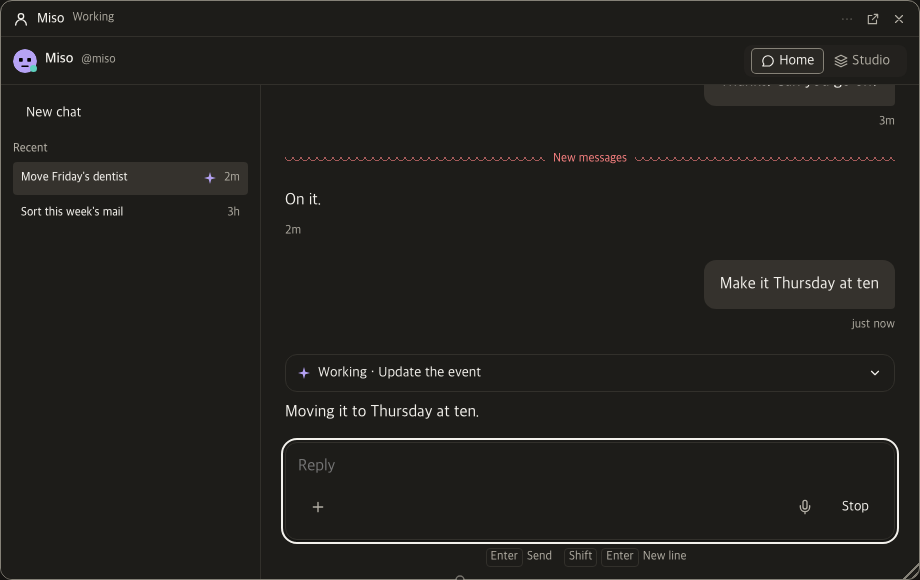 Miso Working
Miso @miso
Home Studio
New chat
Recent
Move Friday's dentist 2m
Sort this week's mail 3h
3m
New messages
On it.
2m
Make it Thursday at ten
just now
Working · Update the event
Moving it to Thursday at ten.
Reply
Stop
Enter Send Shift Enter New line